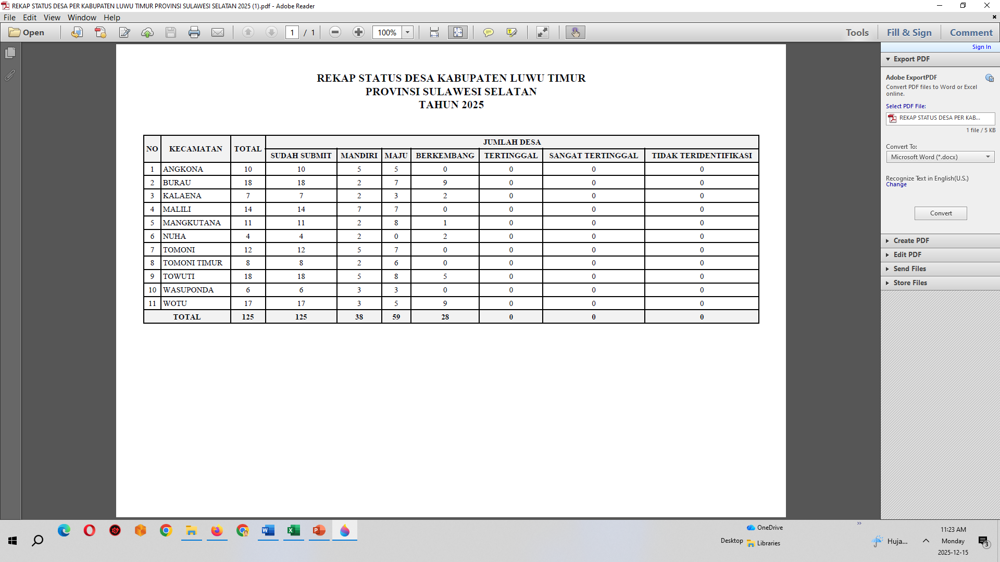 REKAP STATUS DESA PER KABUPATEN LUWU TIMUR PROVINSI SULAWESI SELATAN 2025 (1).pdf - Adobe Reader
File Edit View Window Help
Open 1 / 1 100% Tools Fill & Sign Comment
Sign In
Export PDF
Adobe ExportPDF
Convert PDF files to Word or Excel
online.
Select PDF File:
REKAP STATUS DESA PER KAB...
1 file / 5 KB
Convert To:
Microsoft Word (*.docx)
Recognize Text in English(U.S.)
Change
Convert
Create PDF
Edit PDF
Send Files
Store Files
REKAP STATUS DESA KABUPATEN LUWU TIMUR
PROVINSI SULAWESI SELATAN
TAHUN 2025
NO KECAMATAN TOTAL JUMLAH DESA
SUDAH SUBMIT MANDIRI MAJU BERKEMBANG TERTINGGAL SANGAT TERTINGGAL TIDAK TERIDENTIFIKASI
1 ANGKONA 10 10 5 5 0 0 0 0
2 BURAU 18 18 2 7 9 0 0 0
3 KALAENA 7 7 2 3 2 0 0 0
4 MALILI 14 14 7 7 0 0 0 0
5 MANGKUTANA 11 11 2 8 1 0 0 0
6 NUHA 4 4 2 0 2 0 0 0
7 TOMONI 12 12 5 7 0 0 0 0
8 TOMONI TIMUR 8 8 2 6 0 0 0 0
9 TOWUTI 18 18 5 8 5 0 0 0
10 WASUPONDA 6 6 3 3 0 0 0 0
11 WOTU 17 17 3 5 9 0 0 0
TOTAL 125 125 38 59 28 0 0 0
OneDrive
Desktop Libraries
Huja...
11:23 AM
Monday
2025-12-15
3